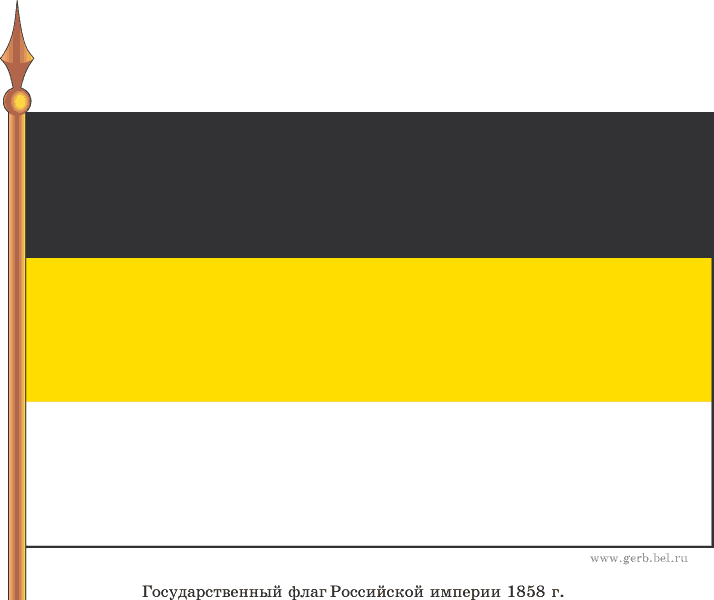 www.gerb.bel.ru
Государственный флаг Российской империи 1858 г.